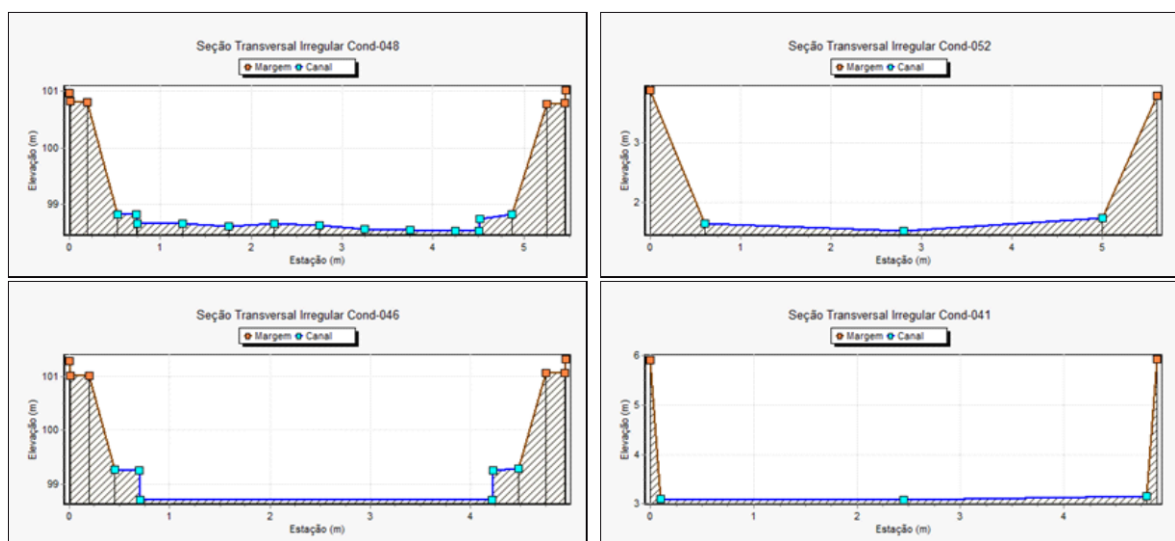 Seção Transversal Irregular Cond-048
Margem Canal
101
100
99
Elevação (m)
0 1 2 3 4 5
Estação (m)
Seção Transversal Irregular Cond-052
Margem Canal
3
2
Elevação (m)
0 1 2 3 4 5
Estação (m)
Seção Transversal Irregular Cond-046
Margem Canal
101
100
99
Elevação (m)
0 1 2 3 4
Estação (m)
Seção Transversal Irregular Cond-041
Margem Canal
6
5
4
3
Elevação (m)
0 2 4
Estação (m)